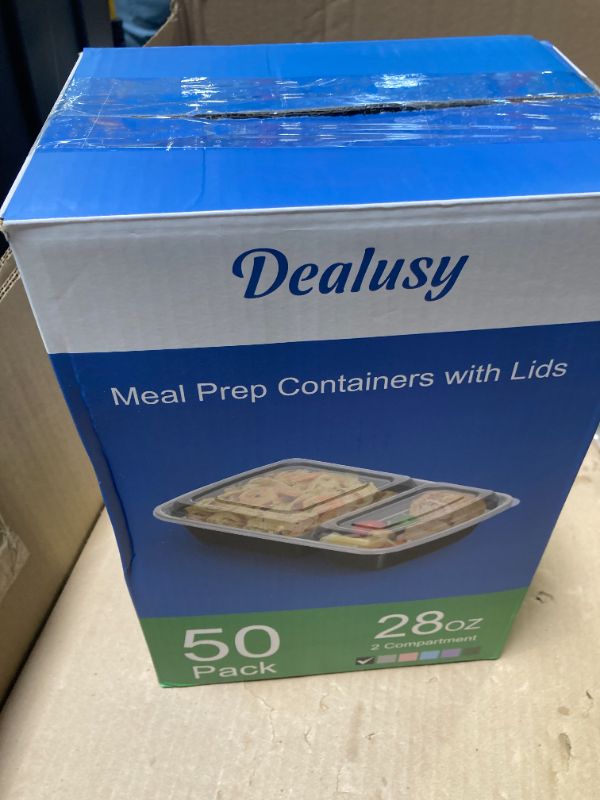 Dealusy
Meal Prep Containers with Lids
50
Pack
28oz
2 Compartment